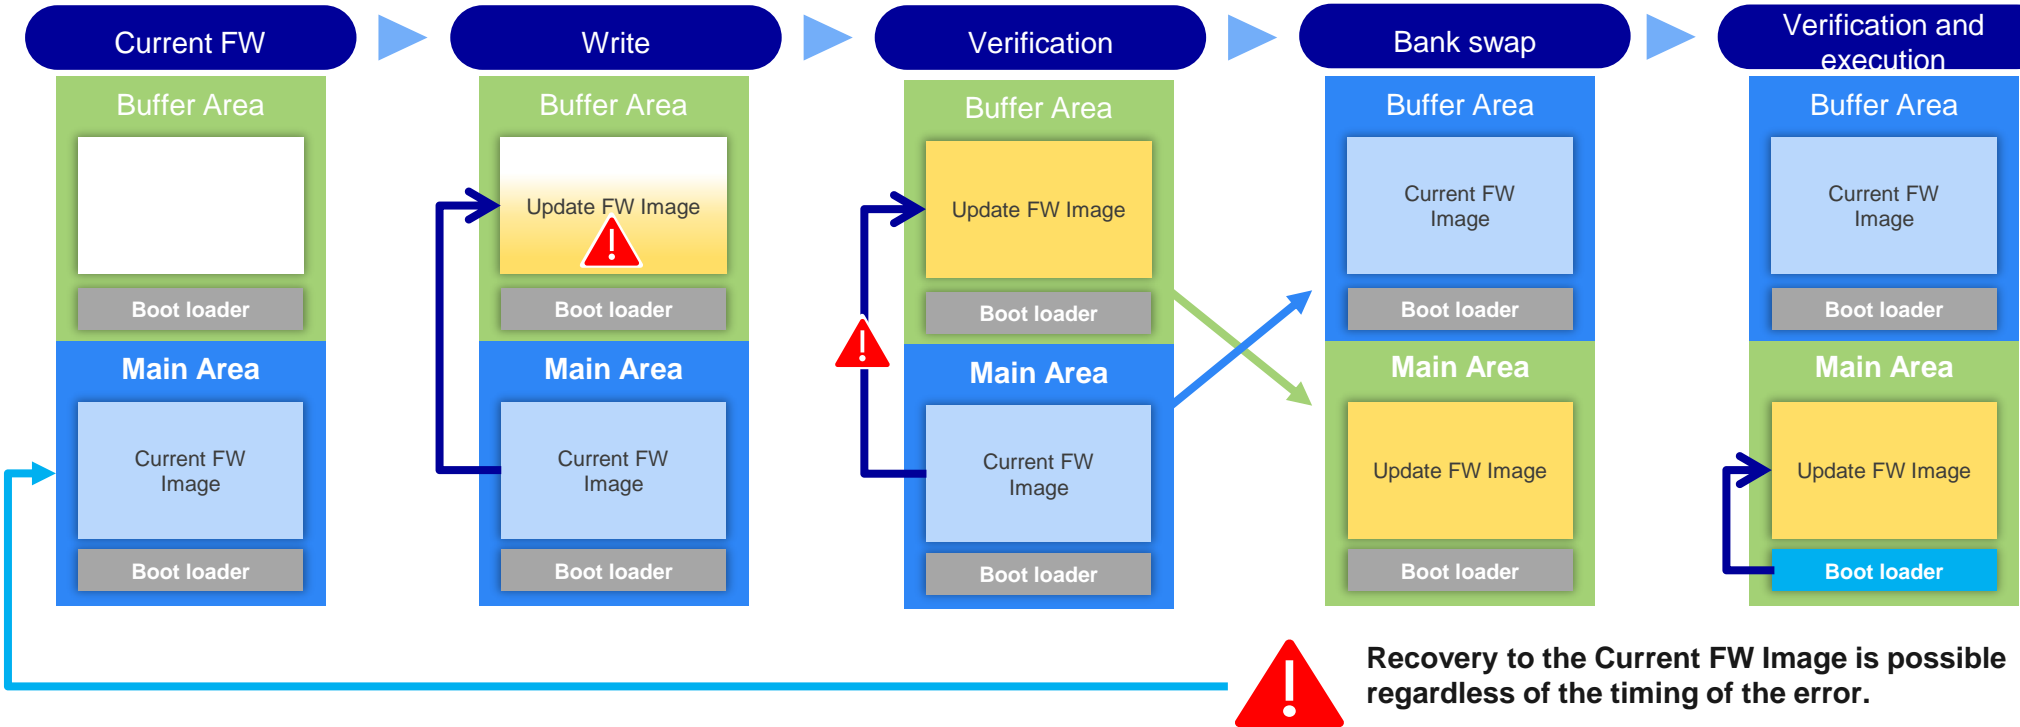 Current FW
Write
Verification
Bank swap
Verification and
execution
Buffer Area
Boot loader
Main Area
Current FW
Image
Boot loader
Buffer Area
Update FW Image
Boot loader
Main Area
Current FW
Image
Boot loader
Buffer Area
Update FW Image
Boot loader
Main Area
Current FW
Image
Boot loader
Buffer Area
Current FW
Image
Boot loader
Main Area
Update FW Image
Boot loader
Buffer Area
Current FW
Image
Boot loader
Main Area
Update FW Image
Boot loader
Recovery to the Current FW Image is possible
regardless of the timing of the error.